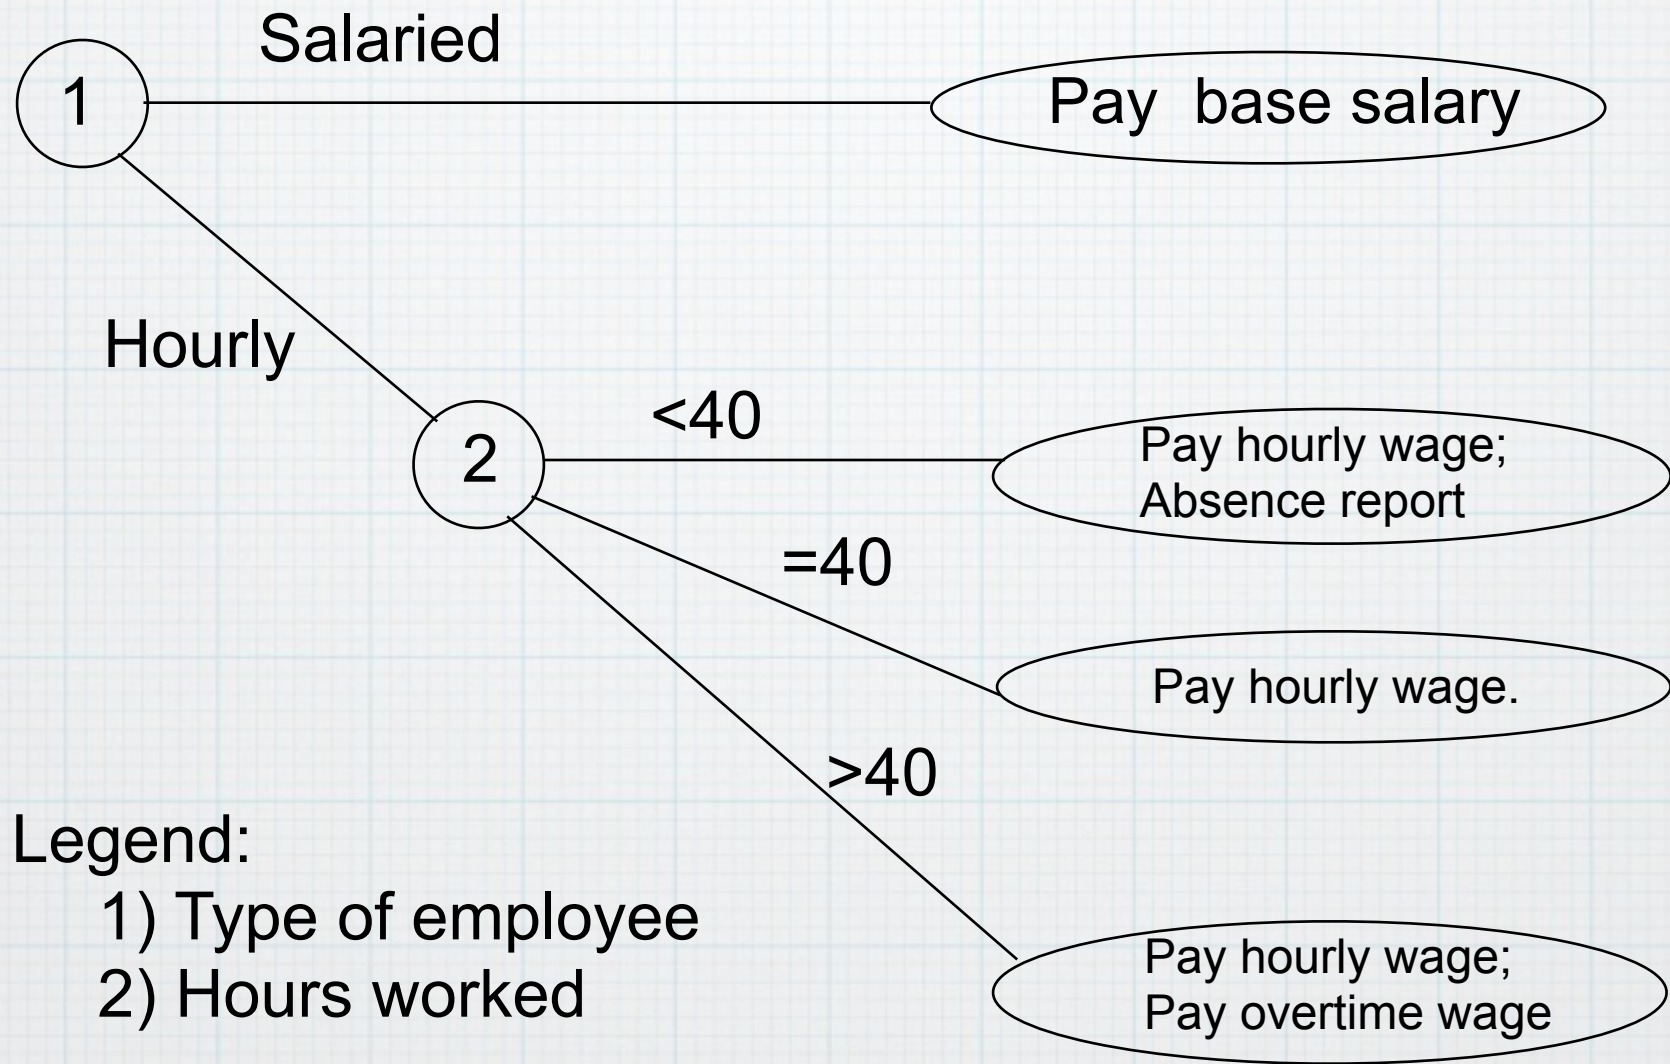 Salaried
1
Pay base salary
Hourly
<40
2
Pay hourly wage;
Absence report
=40
Pay hourly wage.
>40
Legend:
1) Type of employee
2) Hours worked
Pay hourly wage;
Pay overtime wage